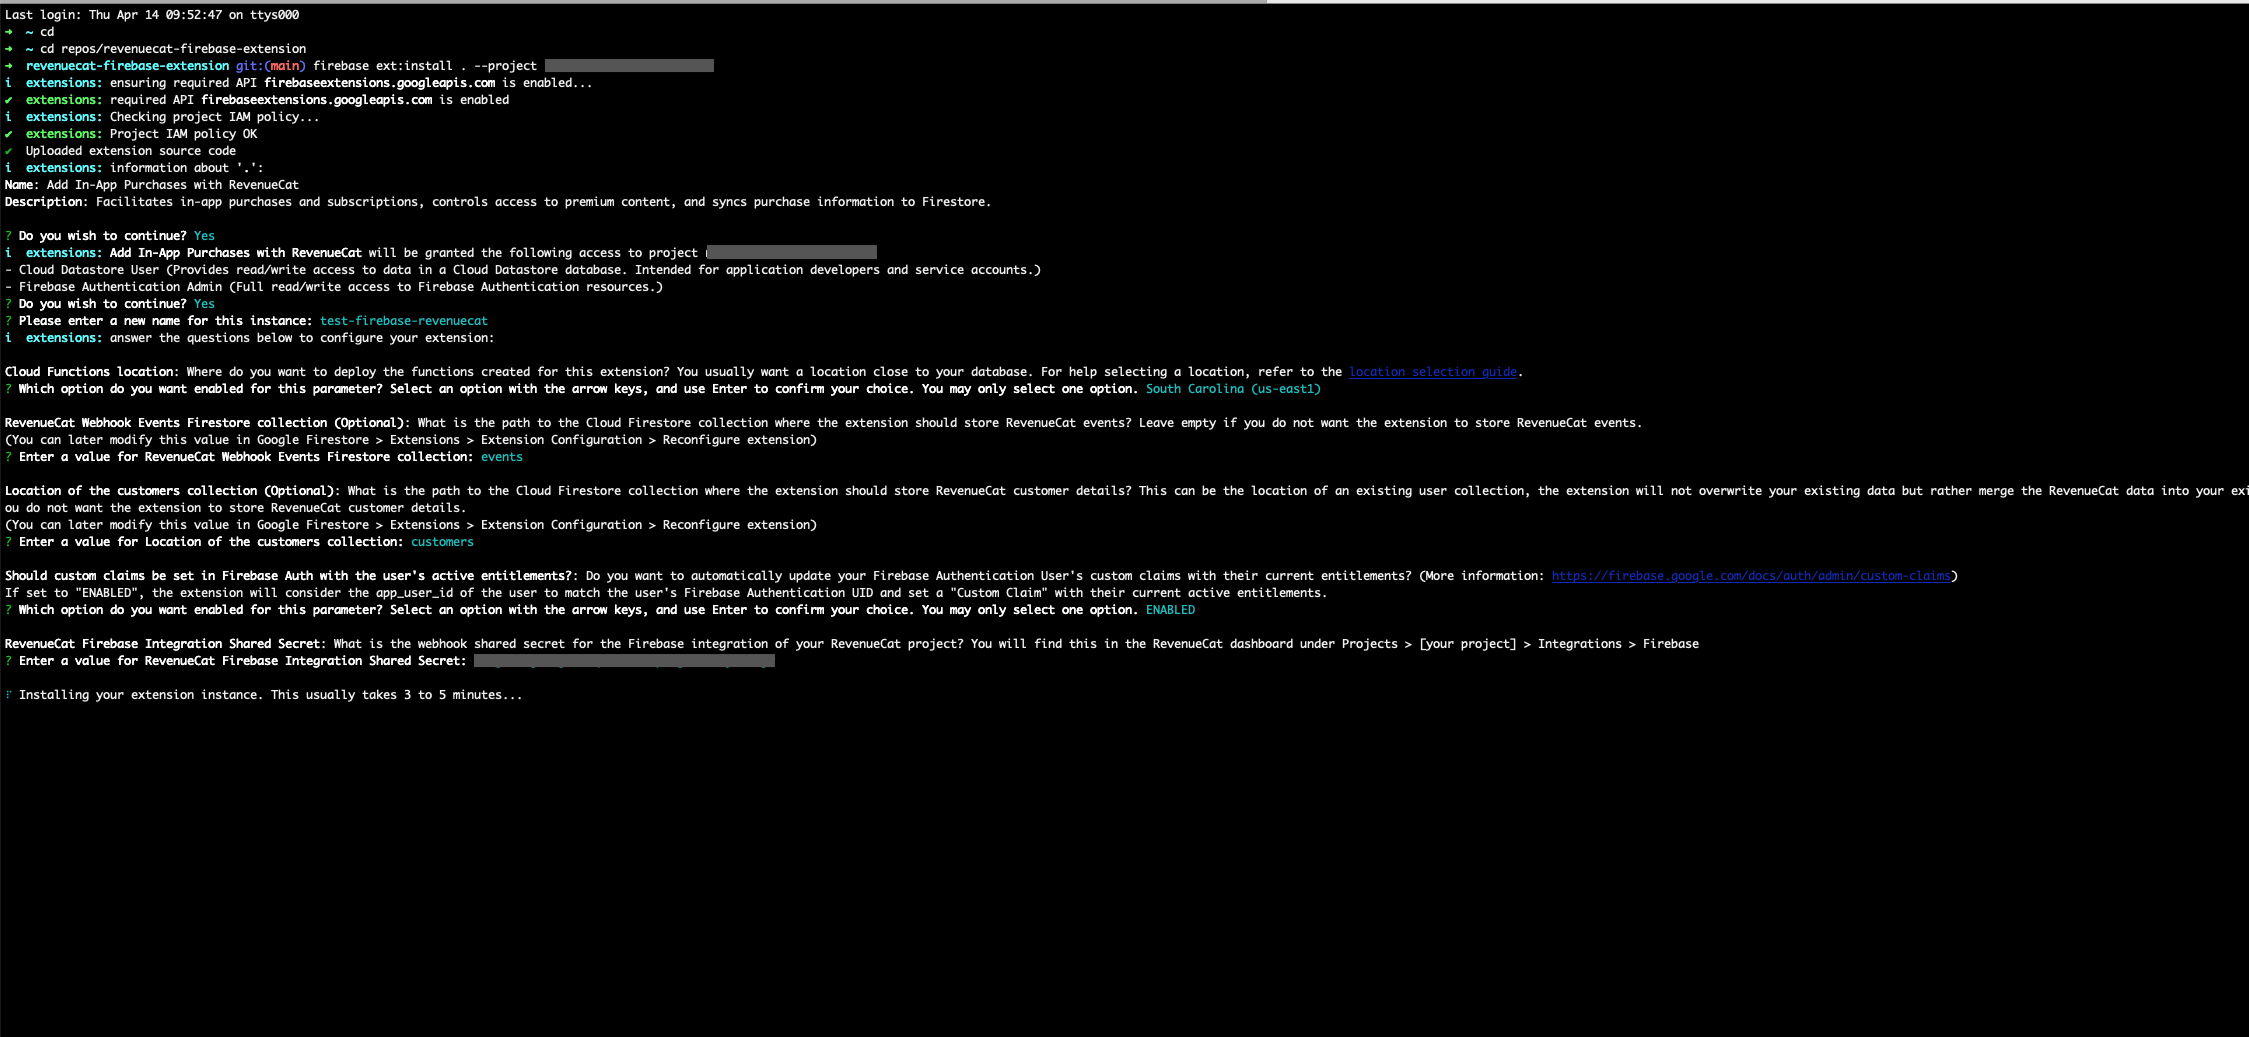 Last login: Thu Apr 14 09:52:47 on ttys000
➜  ~ cd
➜  ~ cd repos/revenuecat-firebase-extension
➜  revenuecat-firebase-extension git:(main) firebase ext:install . --project
i  extensions: ensuring required API firebaseextensions.googleapis.com is enabled...
✔  extensions: required API firebaseextensions.googleapis.com is enabled
i  extensions: Checking project IAM policy...
✔  extensions: Project IAM policy OK
✔  Uploaded extension source code
i  extensions: information about '.':
Name: Add In-App Purchases with RevenueCat
Description: Facilitates in-app purchases and subscriptions, controls access to premium content, and syncs purchase information to Firestore.
? Do you wish to continue? Yes
i  extensions: Add In-App Purchases with RevenueCat will be granted the following access to project
- Cloud Datastore User (Provides read/write access to data in a Cloud Datastore database. Intended for application developers and service accounts.)
- Firebase Authentication Admin (Full read/write access to Firebase Authentication resources.)
? Do you wish to continue? Yes
? Please enter a new name for this instance: test-firebase-revenuecat
i  extensions: answer the questions below to configure your extension:
Cloud Functions location: Where do you want to deploy the functions created for this extension? You usually want a location close to your database. For help selecting a location, refer to the location selection guide.
? Which option do you want enabled for this parameter? Select an option with the arrow keys, and use Enter to confirm your choice. You may only select one option. South Carolina (us-east1)
RevenueCat Webhook Events Firestore collection (Optional): What is the path to the Cloud Firestore collection where the extension should store RevenueCat events? Leave empty if you do not want the extension to store RevenueCat events.
(You can later modify this value in Google Firestore > Extensions > Extension Configuration > Reconfigure extension)
? Enter a value for RevenueCat Webhook Events Firestore collection: events
Location of the customers collection (Optional): What is the path to the Cloud Firestore collection where the extension should store RevenueCat customer details? This can be the location of an existing user collection, the extension will not overwrite your existing data but rather merge the RevenueCat data into your exi
ou do not want the extension to store RevenueCat customer details.
(You can later modify this value in Google Firestore > Extensions > Extension Configuration > Reconfigure extension)
? Enter a value for Location of the customers collection: customers
Should custom claims be set in Firebase Auth with the user's active entitlements?: Do you want to automatically update your Firebase Authentication User's custom claims with their current entitlements? (More information: https://firebase.google.com/docs/auth/admin/custom-claims)
If set to "ENABLED", the extension will consider the app_user_id of the user to match the user's Firebase Authentication UID and set a "Custom Claim" with their current active entitlements.
? Which option do you want enabled for this parameter? Select an option with the arrow keys, and use Enter to confirm your choice. You may only select one option. ENABLED
RevenueCat Firebase Integration Shared Secret: What is the webhook shared secret for the Firebase integration of your RevenueCat project? You will find this in the RevenueCat dashboard under Projects > [your project] > Integrations > Firebase
? Enter a value for RevenueCat Firebase Integration Shared Secret:
Installing your extension instance. This usually takes 3 to 5 minutes...